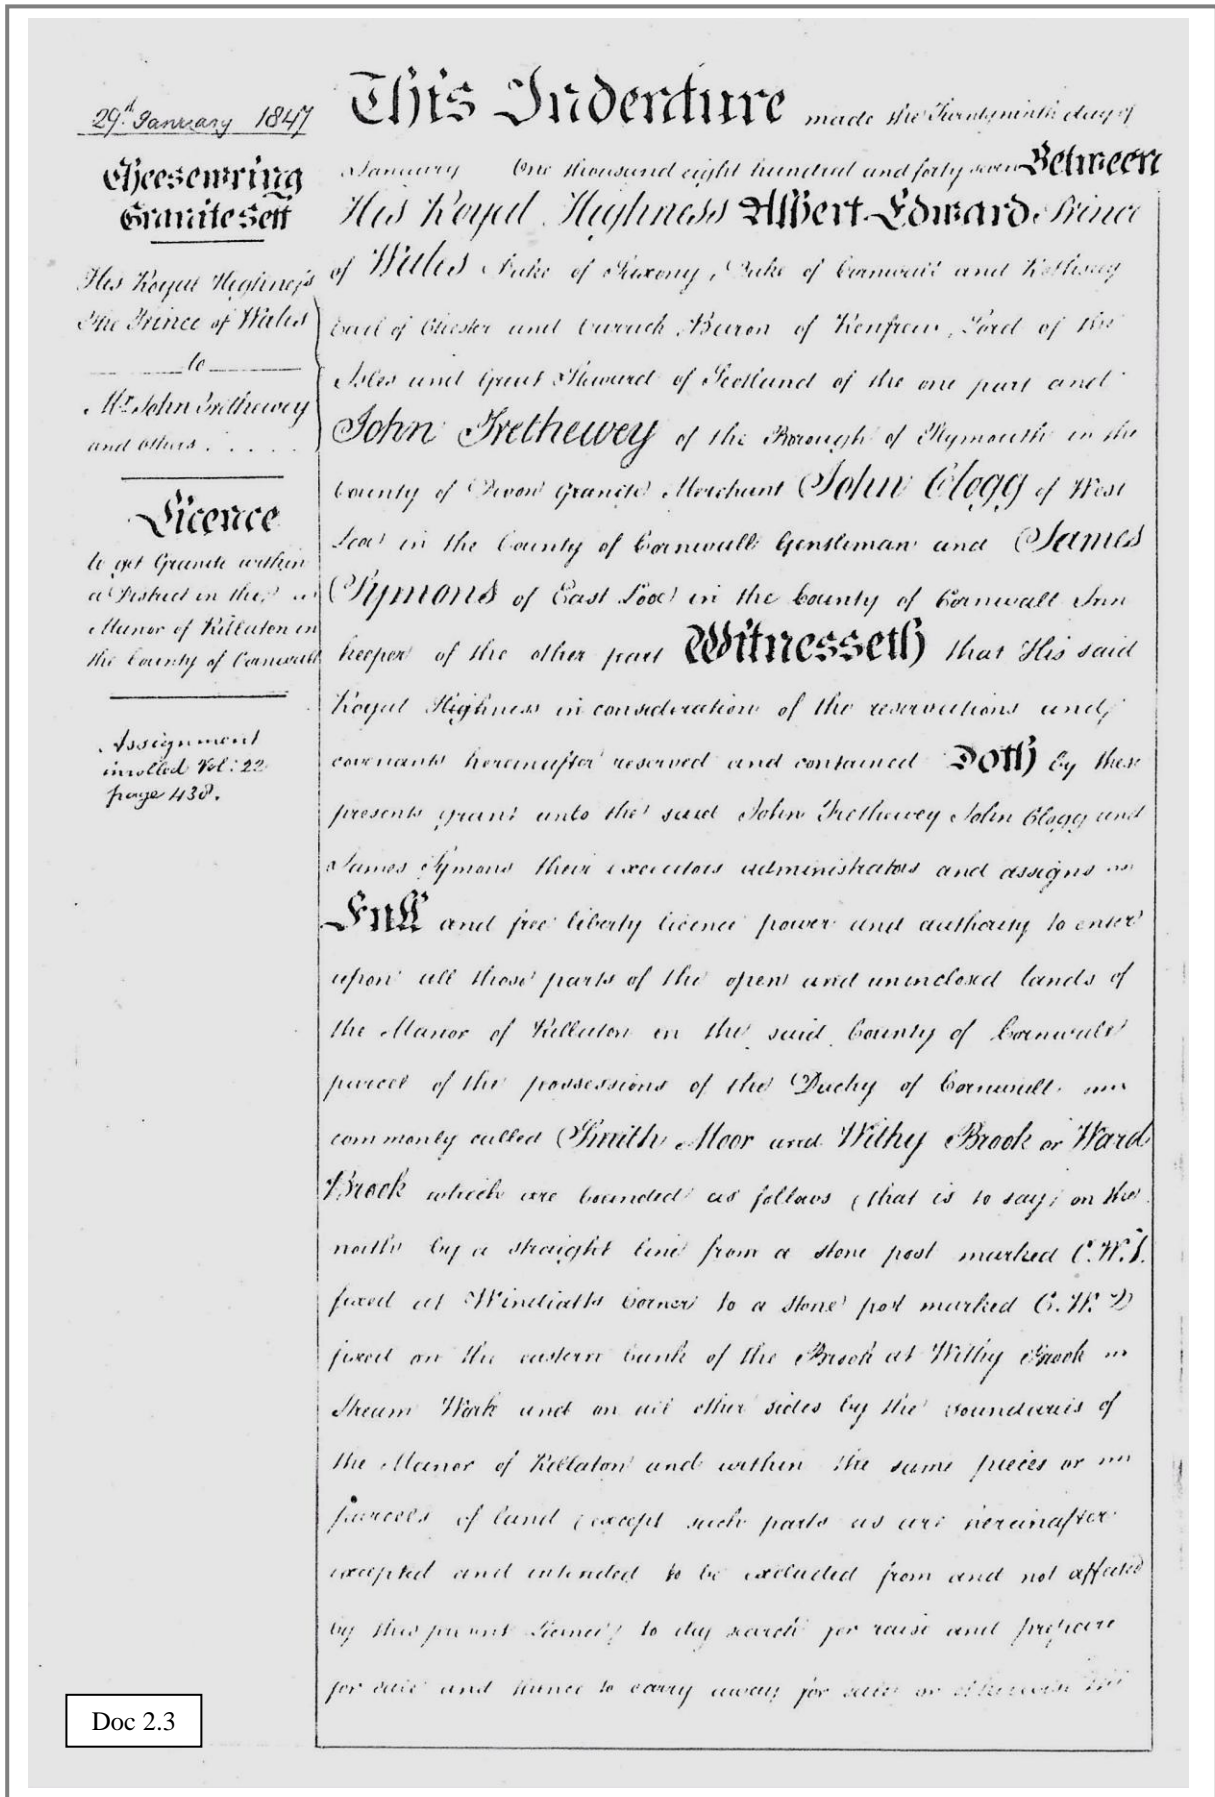 29th January 1847
Cheesewring
Granite Sett
His Royal Highness
The Prince of Wales
to
Mr. John Trethewey
and others . . . . .
Licence
to get Granite within
a District in the
Manor of Killaton in
the County of Cornwall
Assignment
inrolled Vol: 22
page 438.
This Indenture made the Twentyninth day of
January One thousand eight hundred and forty seven Between
His Royal Highness Albert Edward Prince
of Wales Duke of Saxony, Duke of Cornwall and Rothsay
Earl of Chester and Carrick Baron of Renfrew, Lord of the
Isles and Great Steward of Scotland of the one part and
John Trethewey of the Borough of Plymouth in the
County of Devon Granite Merchant John Clogg of West
Looe in the County of Cornwall Gentleman and James
Symons of East Looe in the County of Cornwall Inn
keeper of the other part Witnesseth that His said
Royal Highness in consideration of the reservations and
covenants hereinafter reserved and contained Doth by these
presents grant unto the said John Trethewey John Clogg and
James Symons their executors administrators and assigns
Full and free liberty licence power and authority to enter
upon all those parts of the open and uninclosed lands of
the Manor of Killaton in the said County of Cornwall
parcel of the possessions of the Duchy of Cornwall
commonly called Smith Moor and Withy Brook or Ward
Brook which are bounded as follows (that is to say) on the
north by a straight line from a stone post marked C.W.1.
fixed at Windiatts Corner to a stone post marked C.W.2
fixed on the eastern bank of the Brook at Withy Brook
Stream Work and on all other sides by the boundaries of
the Manor of Killaton and within the same pieces or
parcels of land (except such parts as are hereinafter
excepted and intended to be excluded from and not affected
by this present Licence) to dig search for raise and prepare
for sale and thence to carry away for sale or otherwise
Doc 2.3